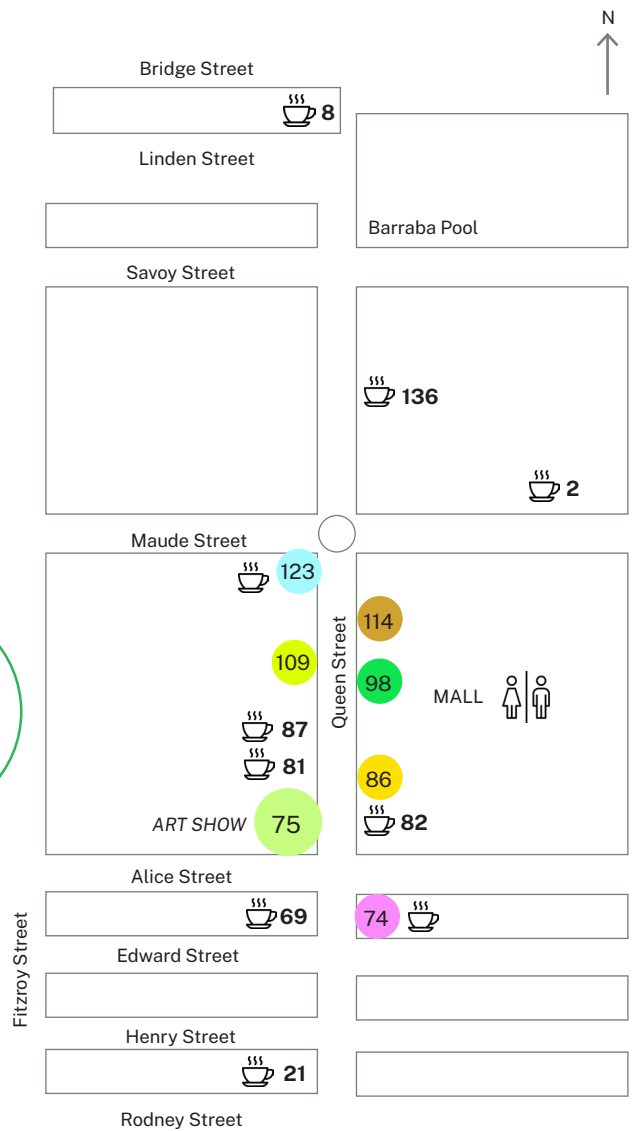 N
Bridge Street
8
Linden Street
Barraba Pool
Savoy Street
136
2
Maude Street
123
114
109
Queen Street
98
MALL
87
81
86
ART SHOW 75
82
Alice Street
69
74
Fitzroy Street
Edward Street
Henry Street
21
Rodney Street